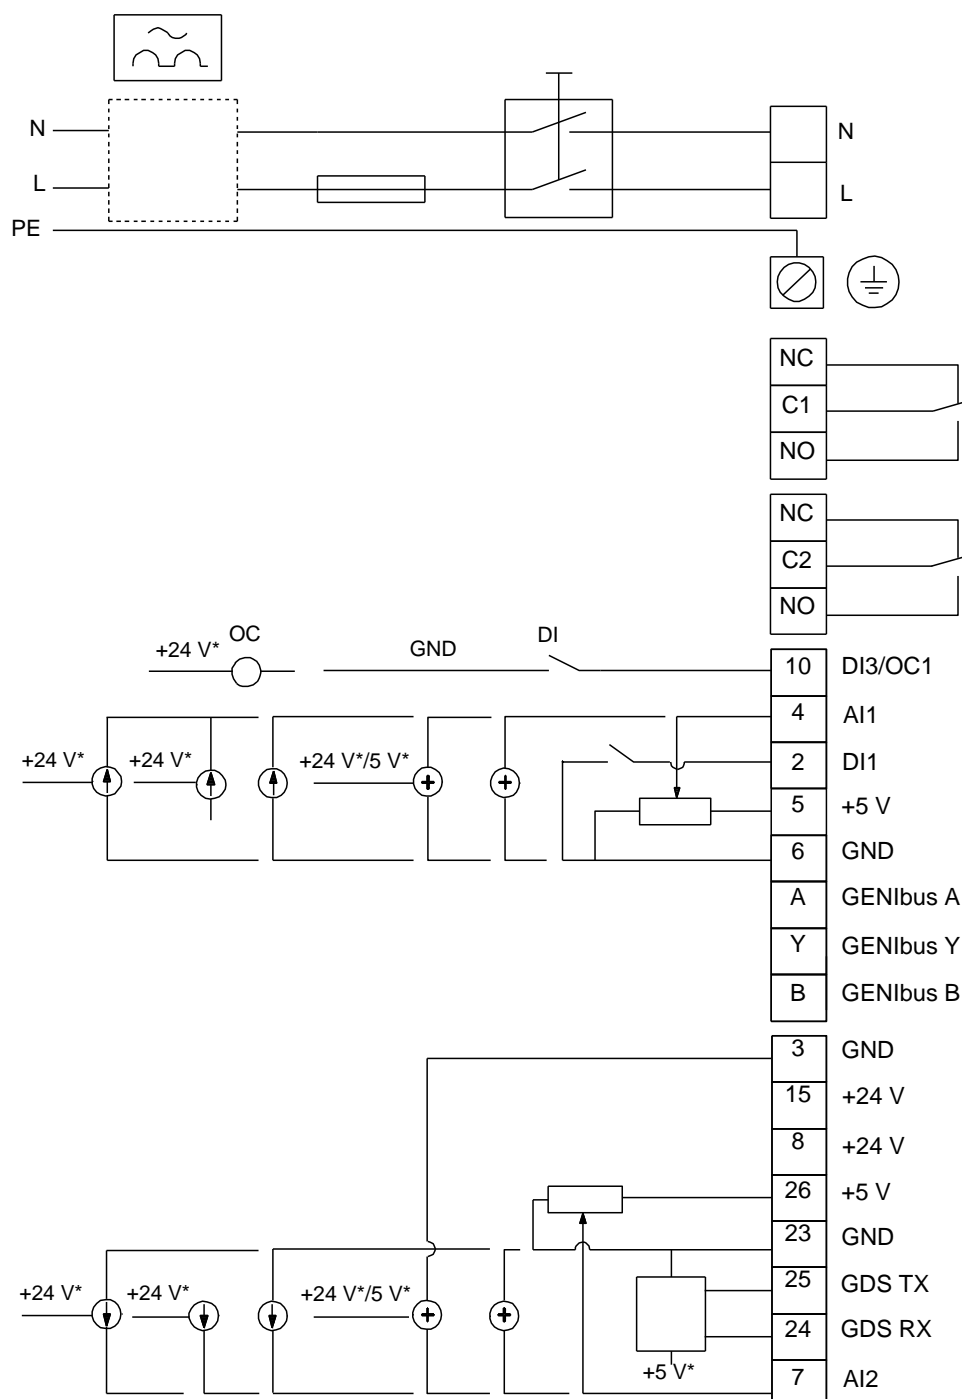 N
N
L
L
PE
NC
C1
NO
NC
C2
NO
+24 V*
OC
GND
DI
10
DI3/OC1
4
AI1
+24 V*
+24 V*
+24 V*/5 V*
2
DI1
5
+5 V
6
GND
A
GENIbus A
Y
GENIbus Y
B
GENIbus B
3
GND
15
+24 V
8
+24 V
26
+5 V
23
GND
+24 V*
+24 V*
+24 V*/5 V*
25
GDS TX
24
GDS RX
+5 V*
7
AI2